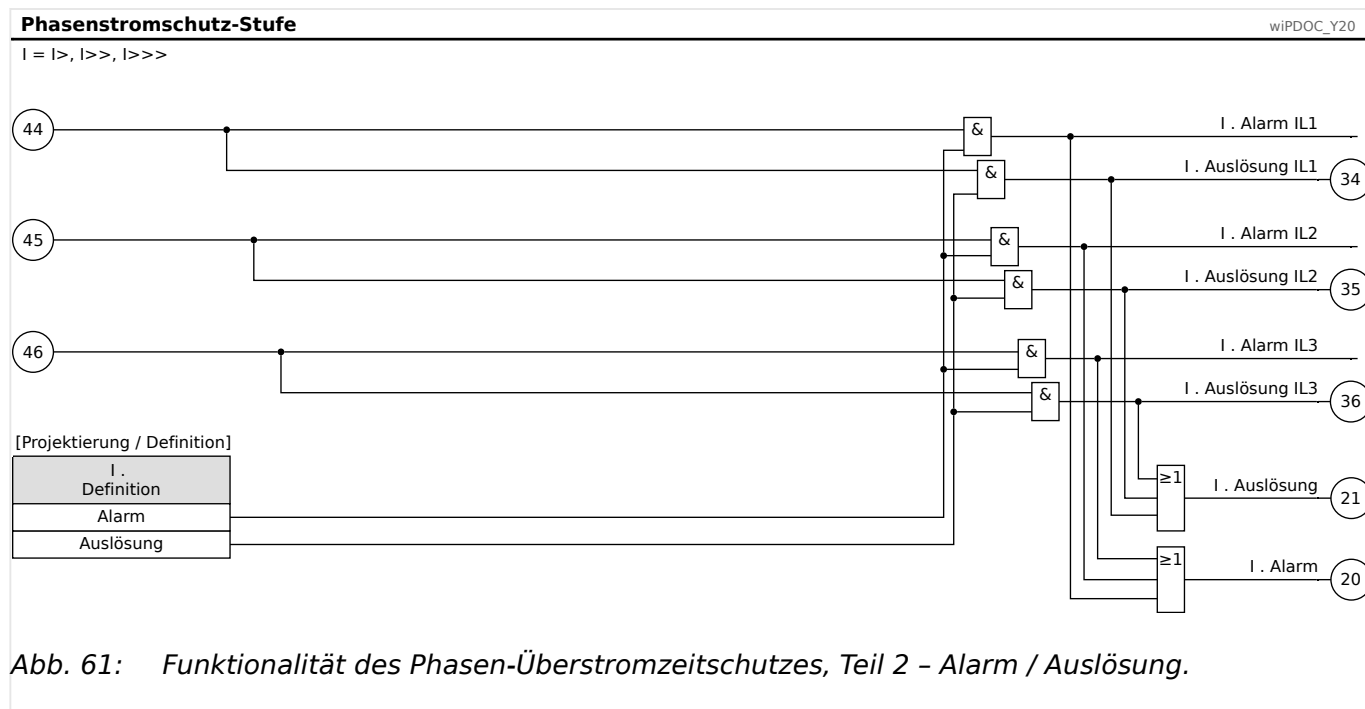 Phasenstromschutz-Stufe
wiPDOC_Y20
I = I>, I>>, I>>>
44
&
I . Alarm IL1
&
I . Auslösung IL1
34
45
&
I . Alarm IL2
&
I . Auslösung IL2
35
46
&
I . Alarm IL3
&
I . Auslösung IL3
36
[Projektierung / Definition]
I .
Definition
Alarm
Auslösung
≥1
I . Auslösung
21
≥1
I . Alarm
20
Abb. 61: Funktionalität des Phasen-Überstromzeitschutzes, Teil 2 – Alarm / Auslösung.